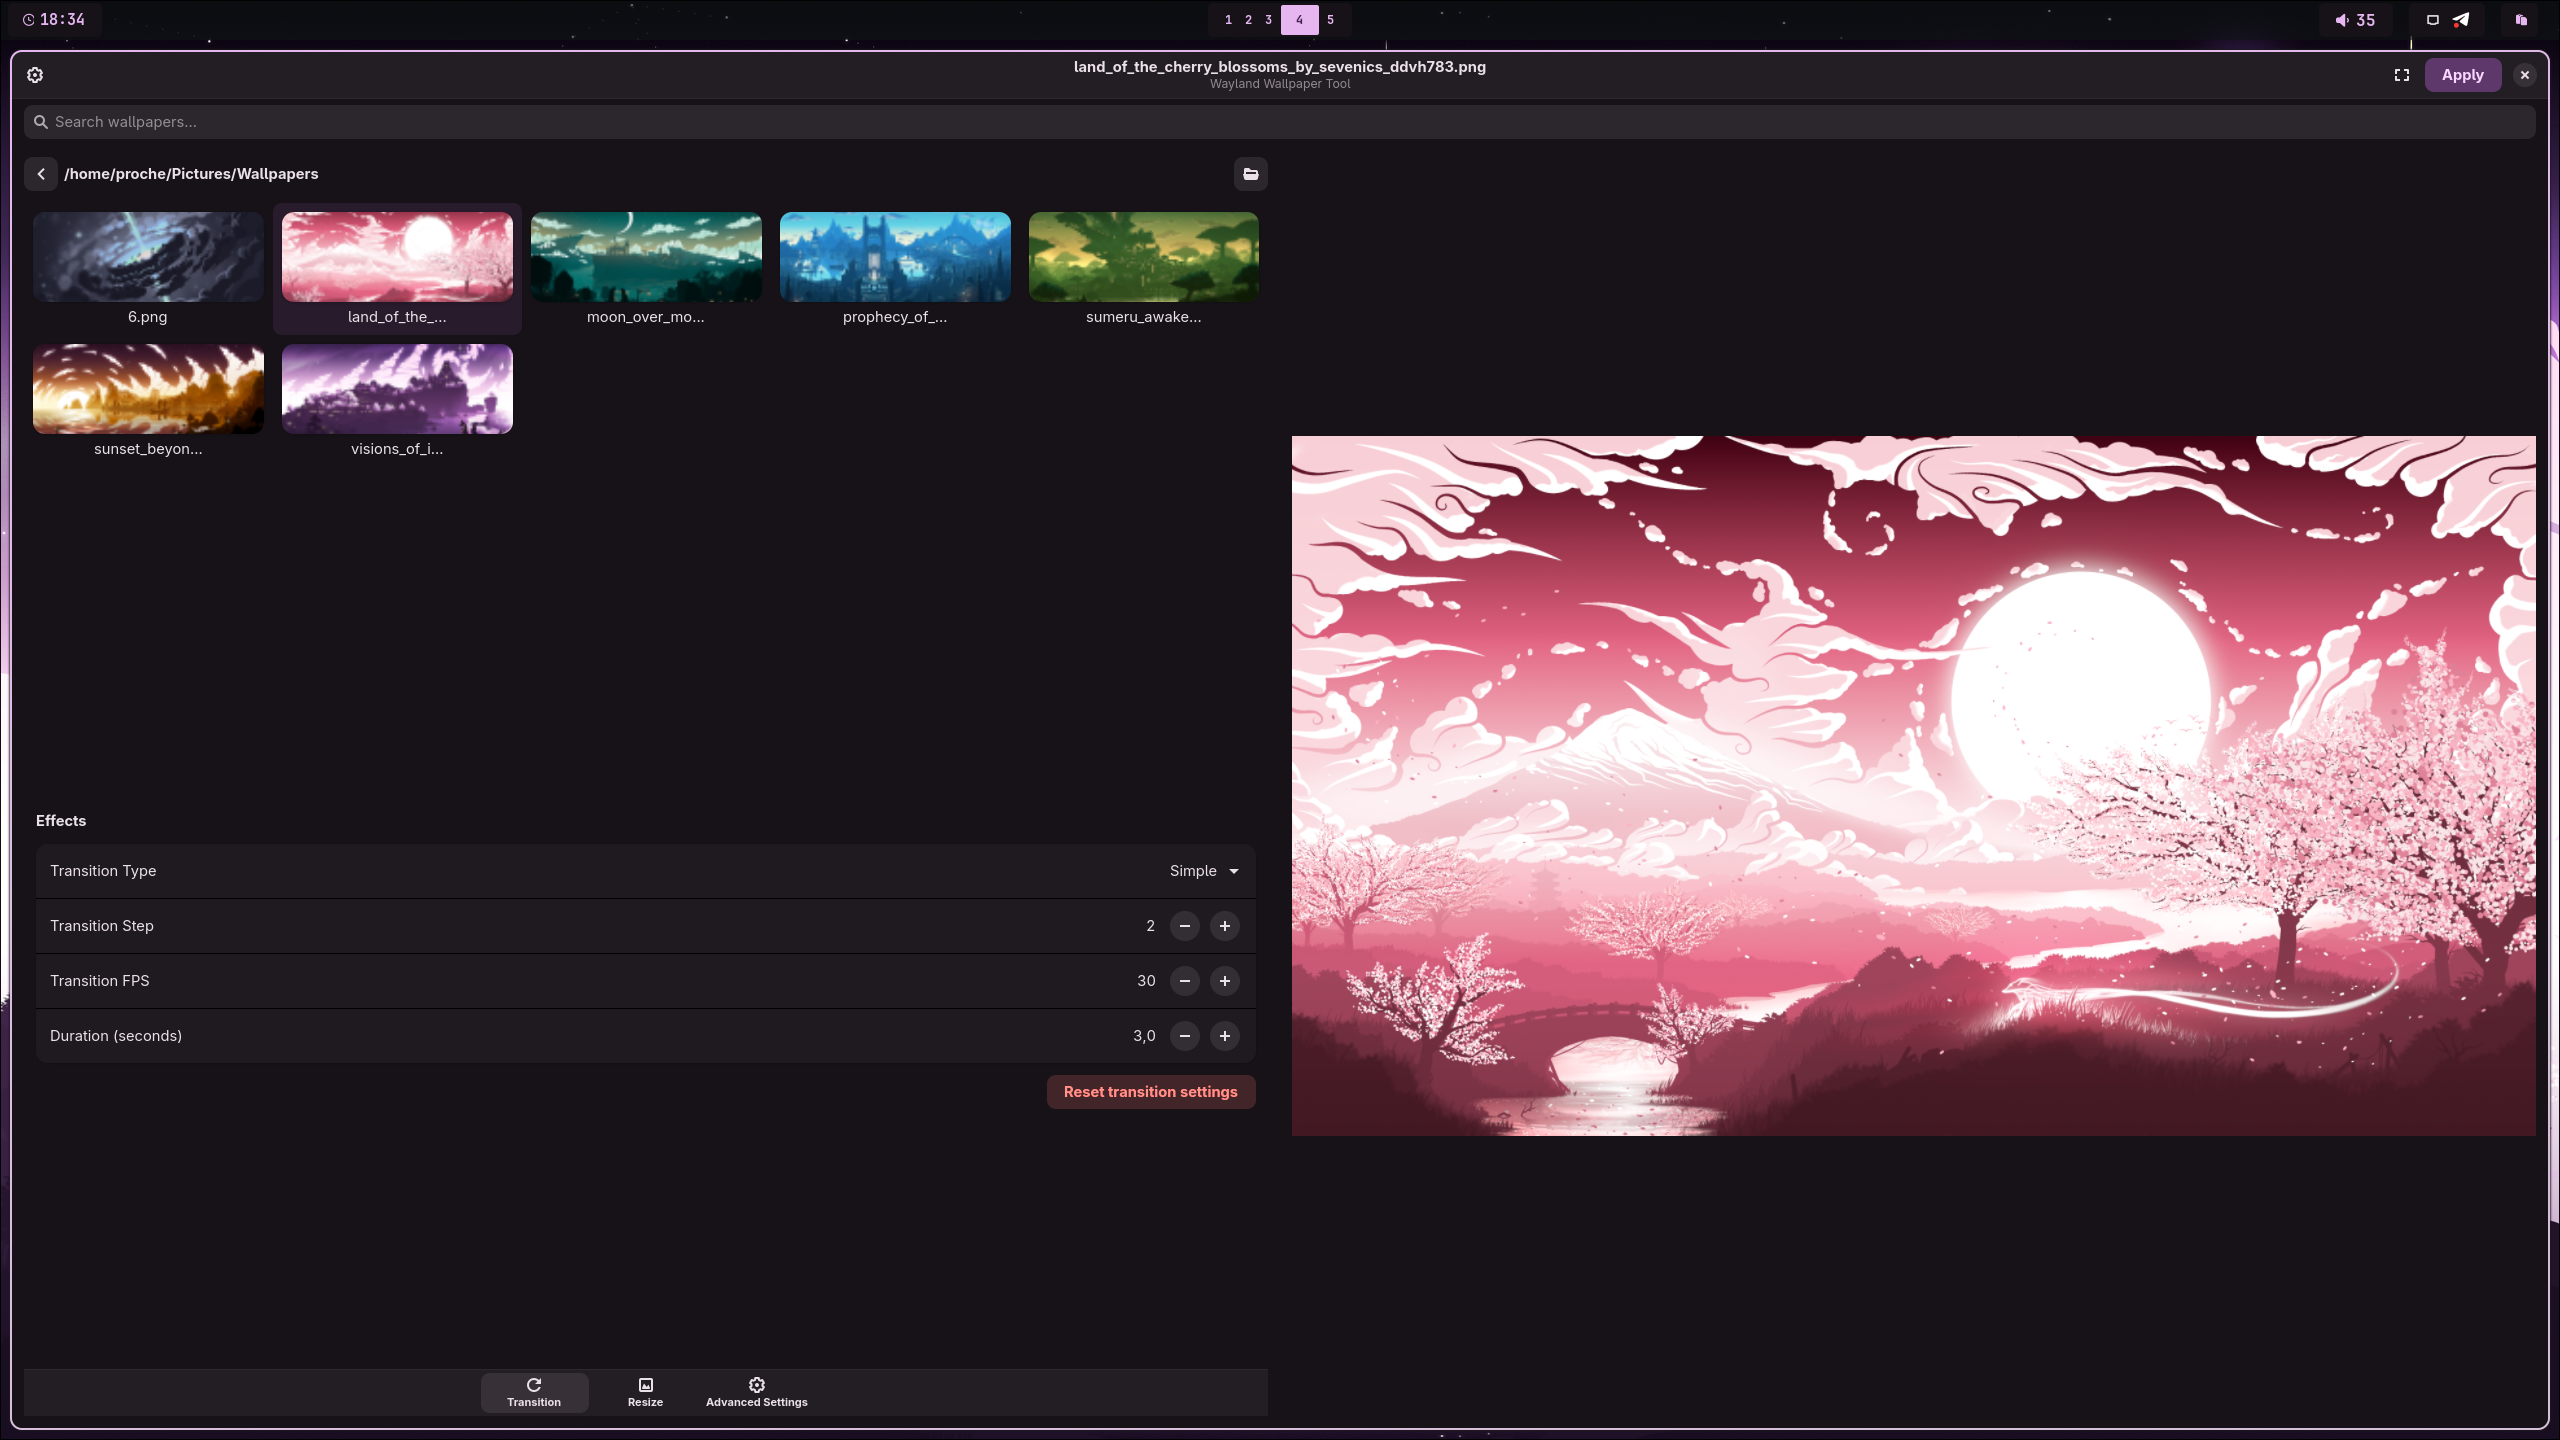 18:34
1 2 3 4 5
35
land_of_the_cherry_blossoms_by_sevenics_ddvh783.png
Wayland Wallpaper Tool
Apply
Search wallpapers...
/home/proche/Pictures/Wallpapers
6.png
land_of_the_...
moon_over_mo...
prophecy_of_...
sumeru_awake...
sunset_beyon...
visions_of_i...
Effects
Transition Type
Simple
Transition Step
2
Transition FPS
30
Duration (seconds)
3,0
Reset transition settings
Transition
Resize
Advanced Settings